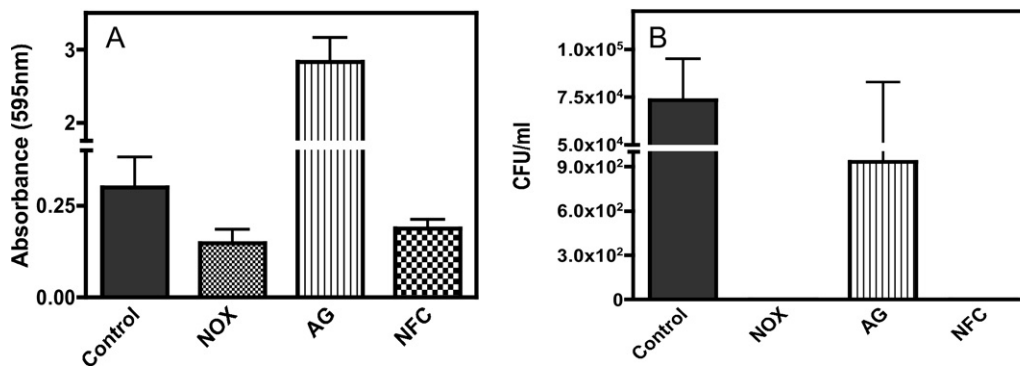 A
Absorbance (595nm)
3
2
0.25
0.00
Control
NOX
AG
NFC
B
CFU/ml
1.0x10⁵
7.5x10⁴
5.0x10⁴
9.0x10²
6.0x10²
3.0x10²
0
Control
NOX
AG
NFC